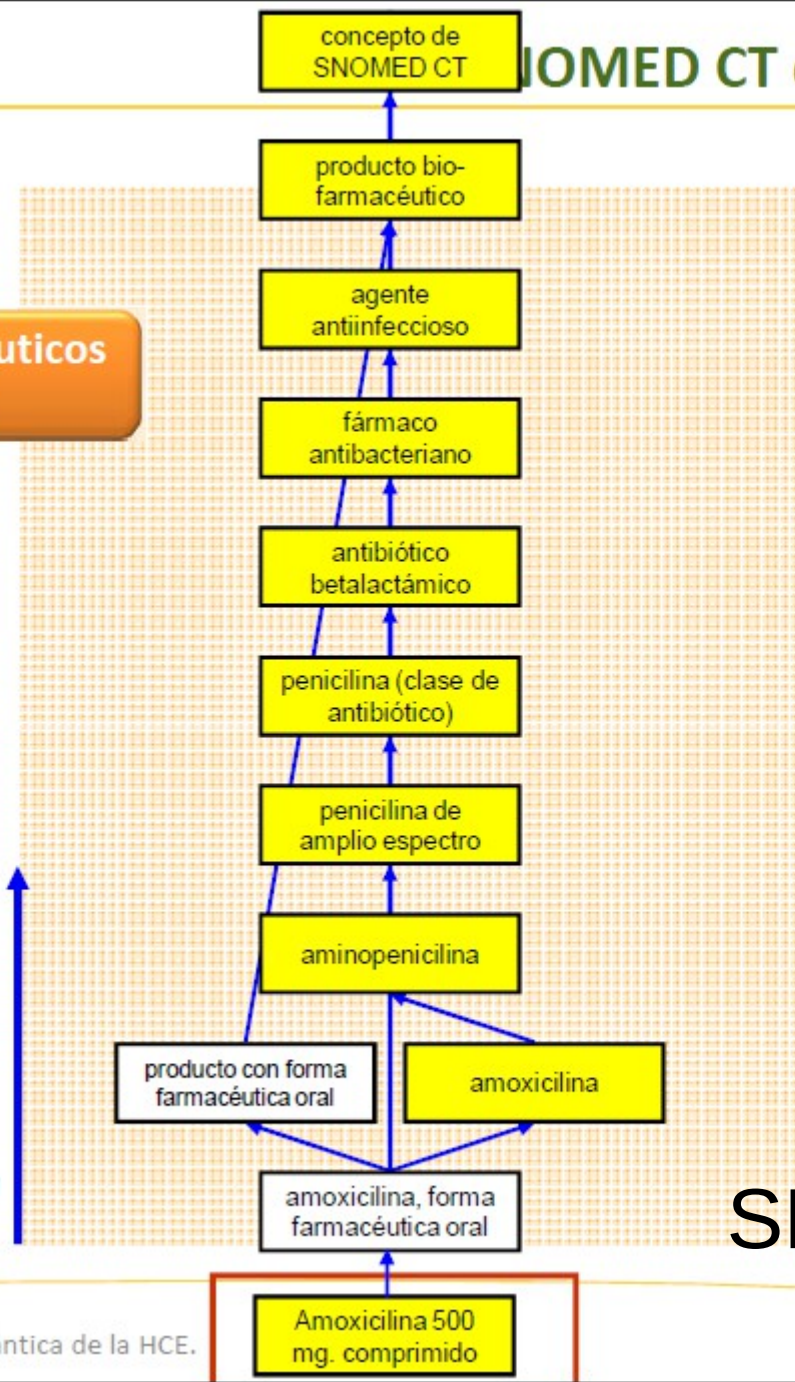 concepto de
SNOMED CT
NOMED CT
producto bio-
farmacéutico
agente
antiinfeccioso
uticos
fármaco
antibacteriano
antibiótico
betalactámico
penicilina (clase de
antibiótico)
penicilina de
amplio espectro
aminopenicilina
producto con forma
farmacéutica oral
amoxicilina
amoxicilina, forma
farmacéutica oral
Amoxicilina 500
mg. comprimido
ntica de la HCE.